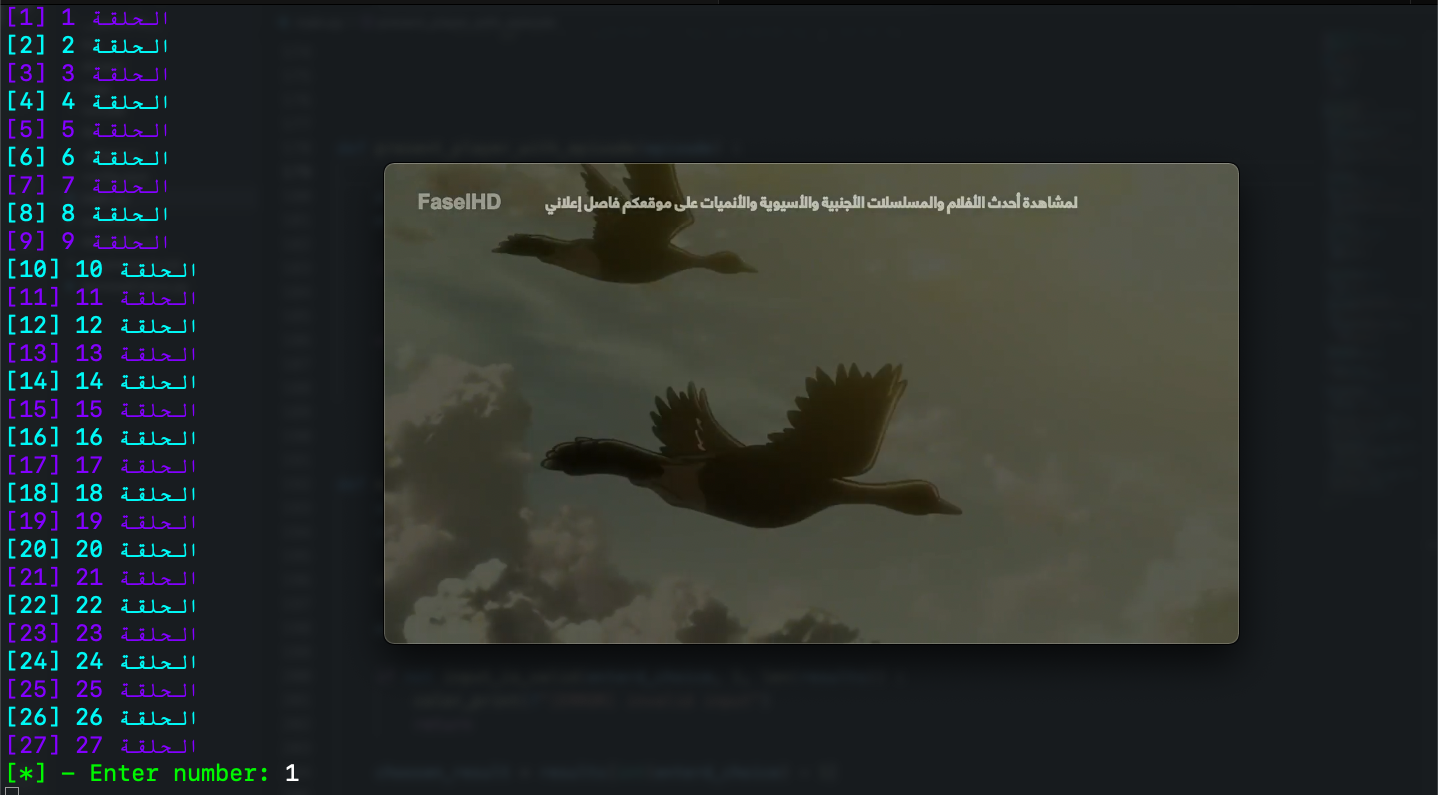 [1] 1 الحلقة
[2] 2 الحلقة
[3] 3 الحلقة
[4] 4 الحلقة
[5] 5 الحلقة
[6] 6 الحلقة
[7] 7 الحلقة
[8] 8 الحلقة
[9] 9 الحلقة
[10] 10 الحلقة
[11] 11 الحلقة
[12] 12 الحلقة
[13] 13 الحلقة
[14] 14 الحلقة
[15] 15 الحلقة
[16] 16 الحلقة
[17] 17 الحلقة
[18] 18 الحلقة
[19] 19 الحلقة
[20] 20 الحلقة
[21] 21 الحلقة
[22] 22 الحلقة
[23] 23 الحلقة
[24] 24 الحلقة
[25] 25 الحلقة
[26] 26 الحلقة
[27] 27 الحلقة
[*] – Enter number: 1
FaselHD
لمشاهدة أحدث الأفلام والمسلسلات الأجنبية والأسيوية والأنميات على موقعكم فاصل إعلاني